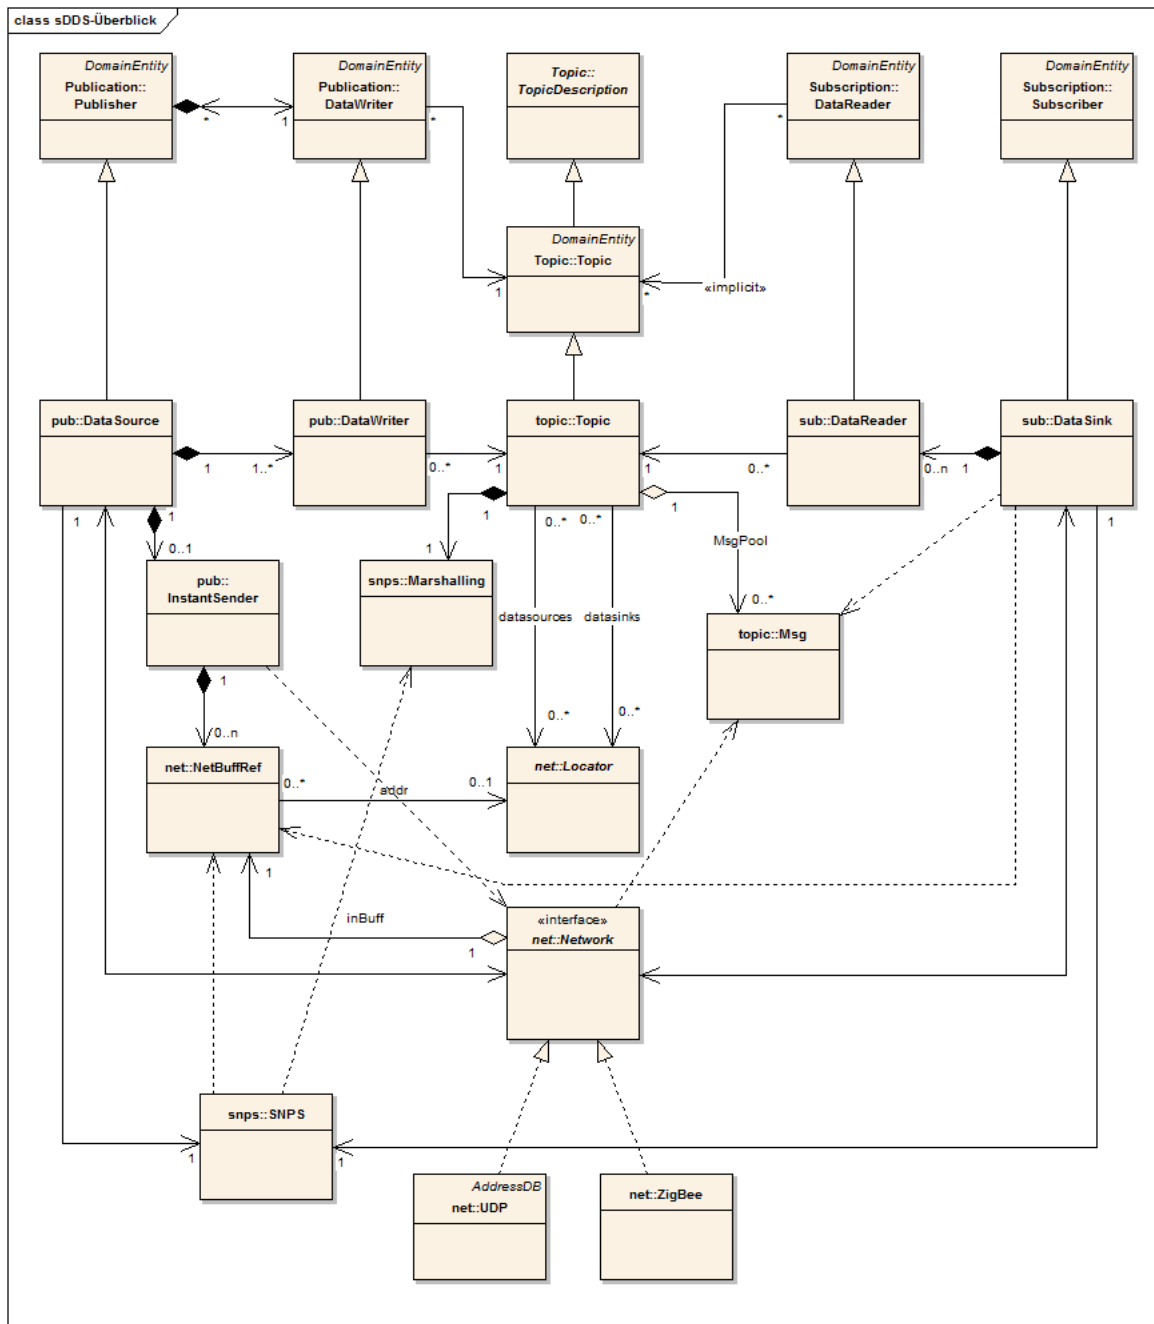 class sDDS-Überblick
DomainEntity
Publication::
Publisher
DomainEntity
Publication::
DataWriter
Topic::
TopicDescription
DomainEntity
Subscription::
DataReader
DomainEntity
Subscription::
Subscriber
*
1
*
*
DomainEntity
Topic::Topic
1
*
«implicit»
pub::DataSource
pub::DataWriter
topic::Topic
sub::DataReader
sub::DataSink
1
1..*
0..*
1
1
0..*
0..n
1
1
1
1
0..*
0..*
1
1
0..1
1
MsgPool
0..*
pub::
InstantSender
snps::Marshalling
datasources
datasinks
topic::Msg
1
0..n
0..*
0..*
net::NetBuffRef
net::Locator
0..*
addr
0..1
1
inBuff
1
«interface»
net::Network
snps::SNPS
1
1
AddressDB
net::UDP
net::ZigBee